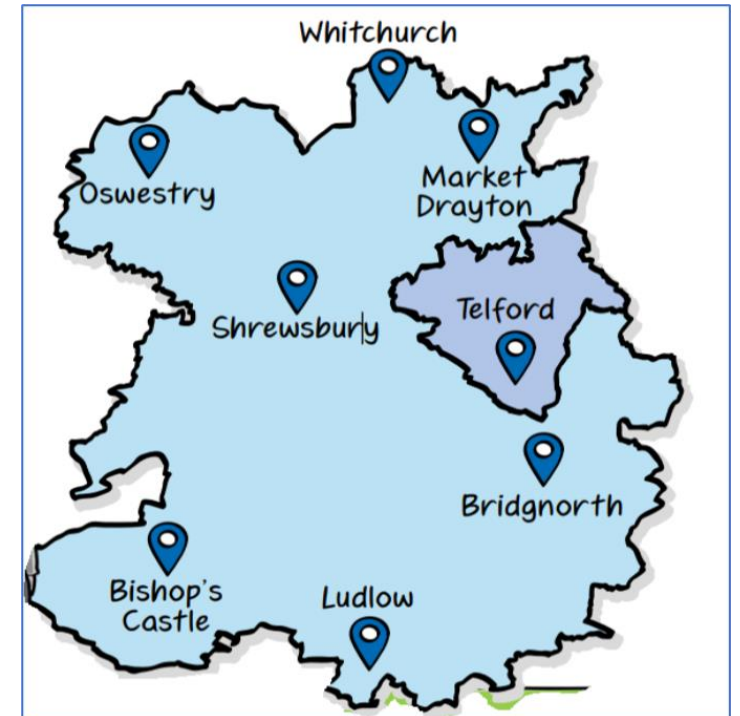 Whitchurch
Oswestry
Market
Drayton
Telford
Shrewsbury
Bridgnorth
Bishop's
Castle
Ludlow